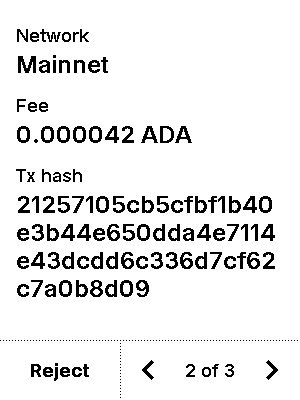 Network
Mainnet
Fee
0.000042 ADA
Tx hash
21257105cb5cfbf1b40
e3b44e650dda4e7114
e43dcdd6c336d7cf62
c7a0b8d09
Reject
2 of 3